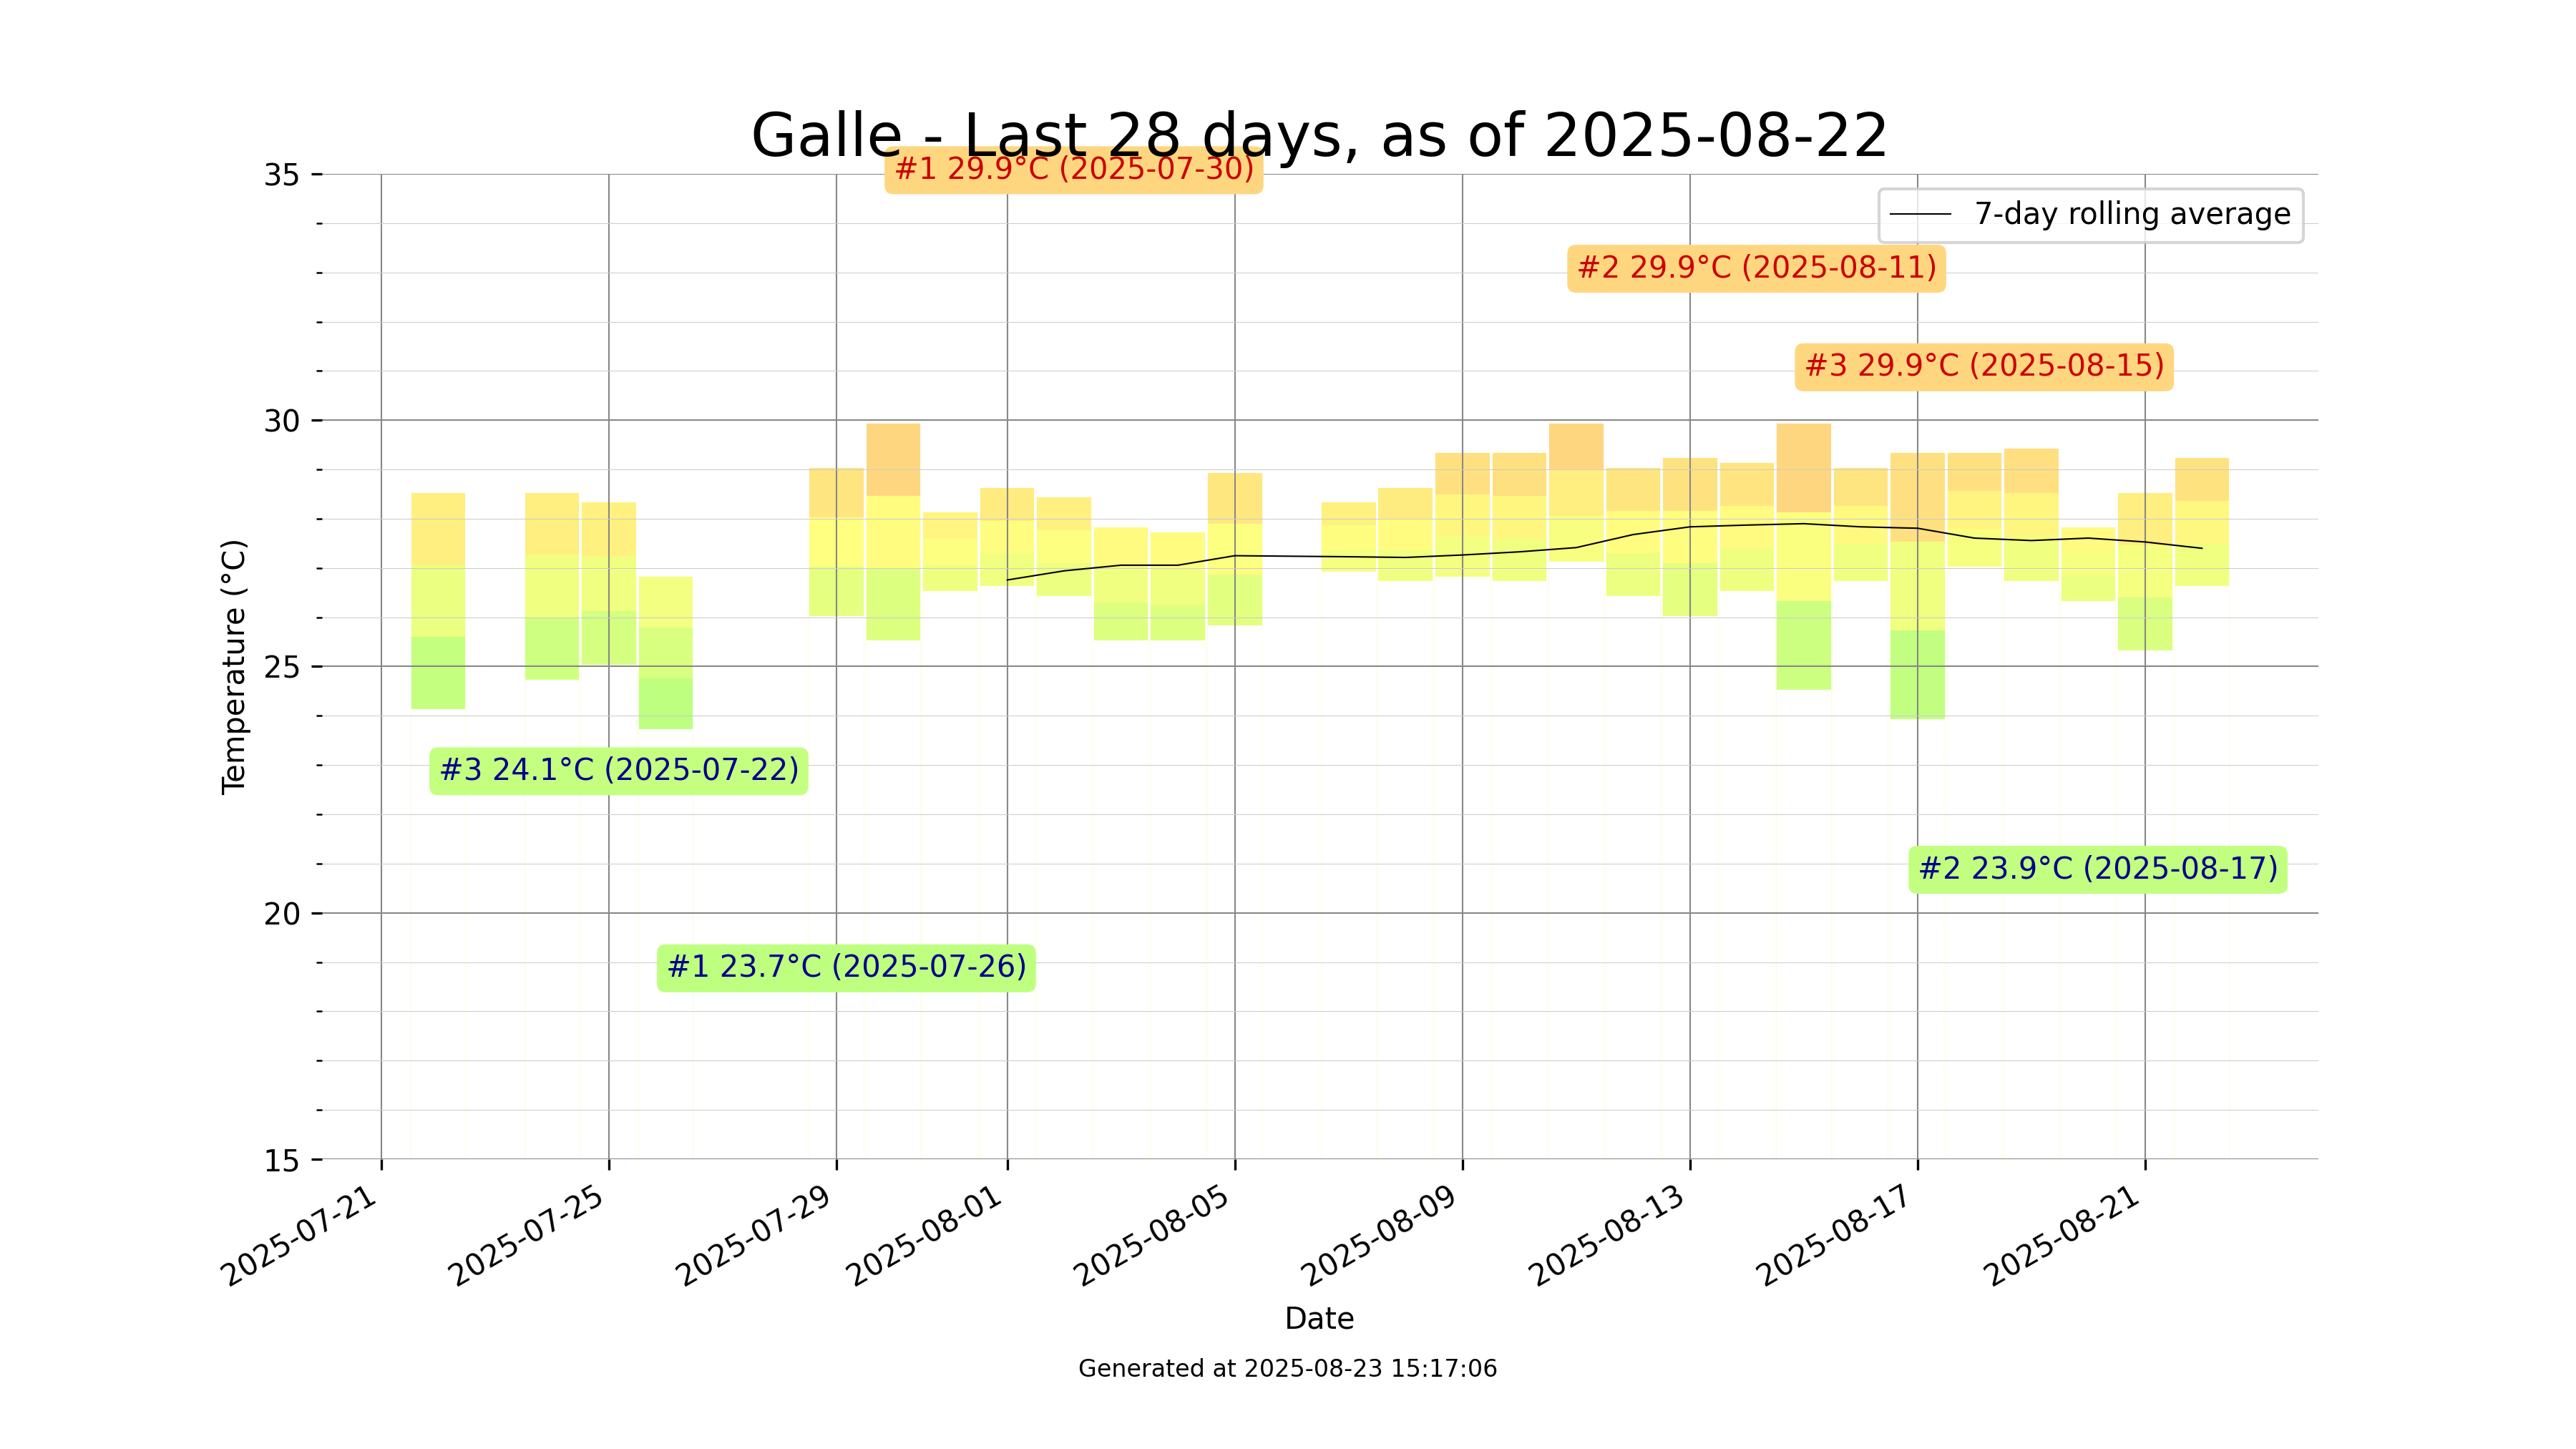 Galle - Last 28 days, as of 2025-08-22
#1 29.9°C (2025-07-30)
35
7-day rolling average
#2 29.9°C (2025-08-11)
#3 29.9°C (2025-08-15)
30
25
Temperature (°C)
#3 24.1°C (2025-07-22)
#2 23.9°C (2025-08-17)
20
#1 23.7°C (2025-07-26)
15
2025-07-21
2025-07-25
2025-07-29
2025-08-01
2025-08-05
2025-08-09
2025-08-13
2025-08-17
2025-08-21
Date
Generated at 2025-08-23 15:17:06